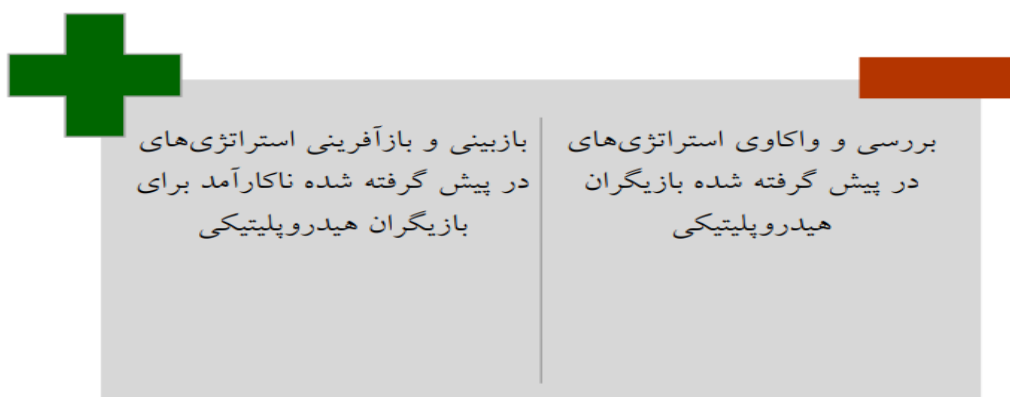 بررسی و واکاوی استراتژی‌های
در پیش گرفته شده بازیگران
هیدروپلیتیکی
بازبینی و بازآفرینی استراتژی‌های
در پیش گرفته شده ناکارآمد برای
بازیگران هیدروپلیتیکی